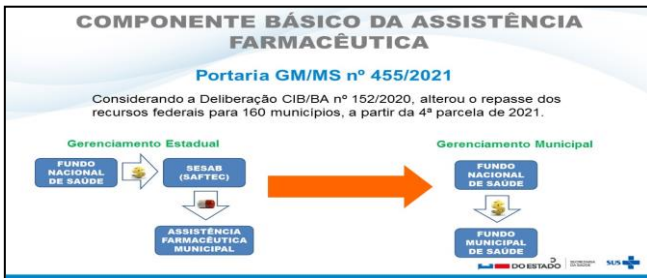 COMPONENTE BÁSICO DA ASSISTÊNCIA
FARMACÊUTICA
Portaria GM/MS nº 455/2021
Considerando a Deliberação CIB/BA nº 152/2020, alterou o repasse dos
recursos federais para 160 municípios, a partir da 4ª parcela de 2021.
Gerenciamento Estadual
FUNDO
NACIONAL
DE SAÚDE
SESAB
(SAFTEC)
ASSISTÊNCIA
FARMACÊUTICA
MUNICIPAL
Gerenciamento Municipal
FUNDO
NACIONAL
DE SAÚDE
FUNDO
MUNICIPAL
DE SAÚDE
DO ESTADO
SUS